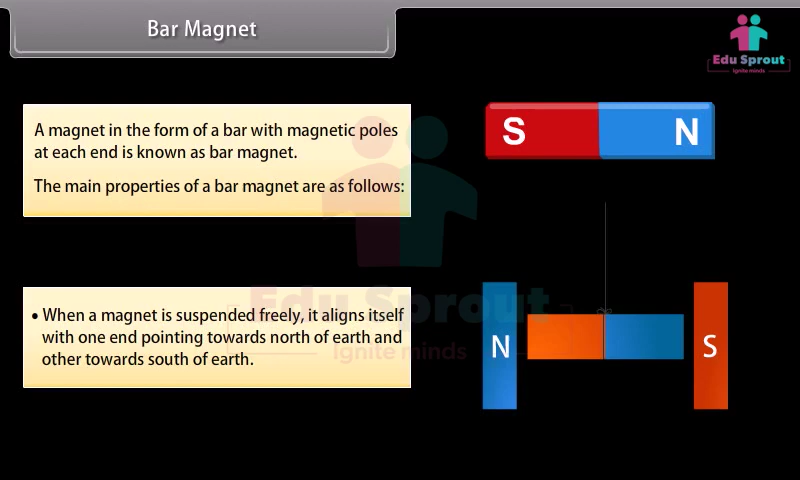 Bar Magnet
Edu Sprout
Ignite minds
A magnet in the form of a bar with magnetic poles
at each end is known as bar magnet.
The main properties of a bar magnet are as follows:
S N
• When a magnet is suspended freely, it aligns itself
with one end pointing towards north of earth and
other towards south of earth.
N S
Edu Sprout
Ignite minds